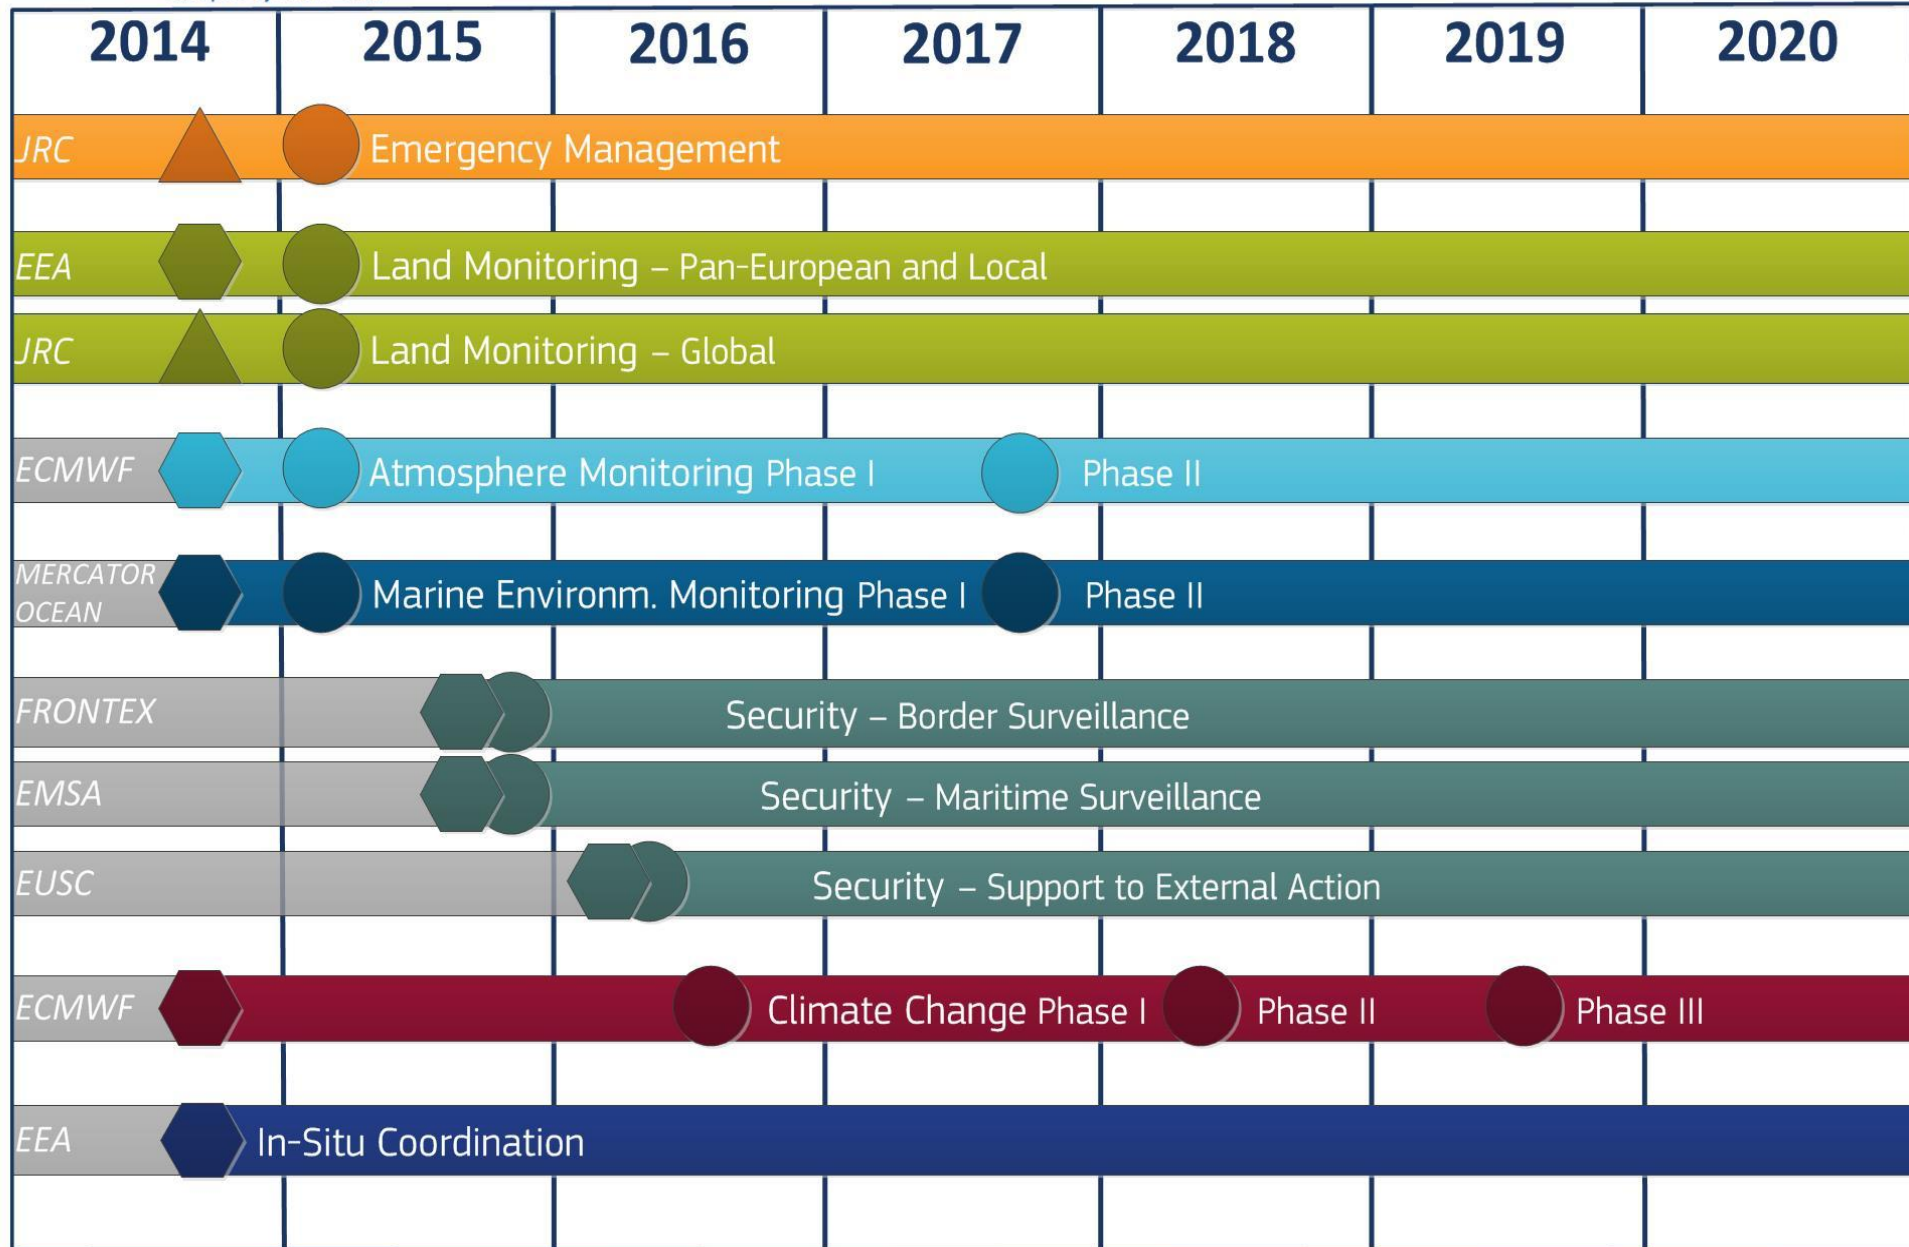 2014 2015 2016 2017 2018 2019 2020
JRC Emergency Management
EEA Land Monitoring – Pan-European and Local
JRC Land Monitoring – Global
ECMWF Atmosphere Monitoring Phase I Phase II
MERCATOR
OCEAN Marine Environm. Monitoring Phase I Phase II
FRONTEX Security – Border Surveillance
EMSA Security – Maritime Surveillance
EUSC Security – Support to External Action
ECMWF Climate Change Phase I Phase II Phase III
EEA In-Situ Coordination